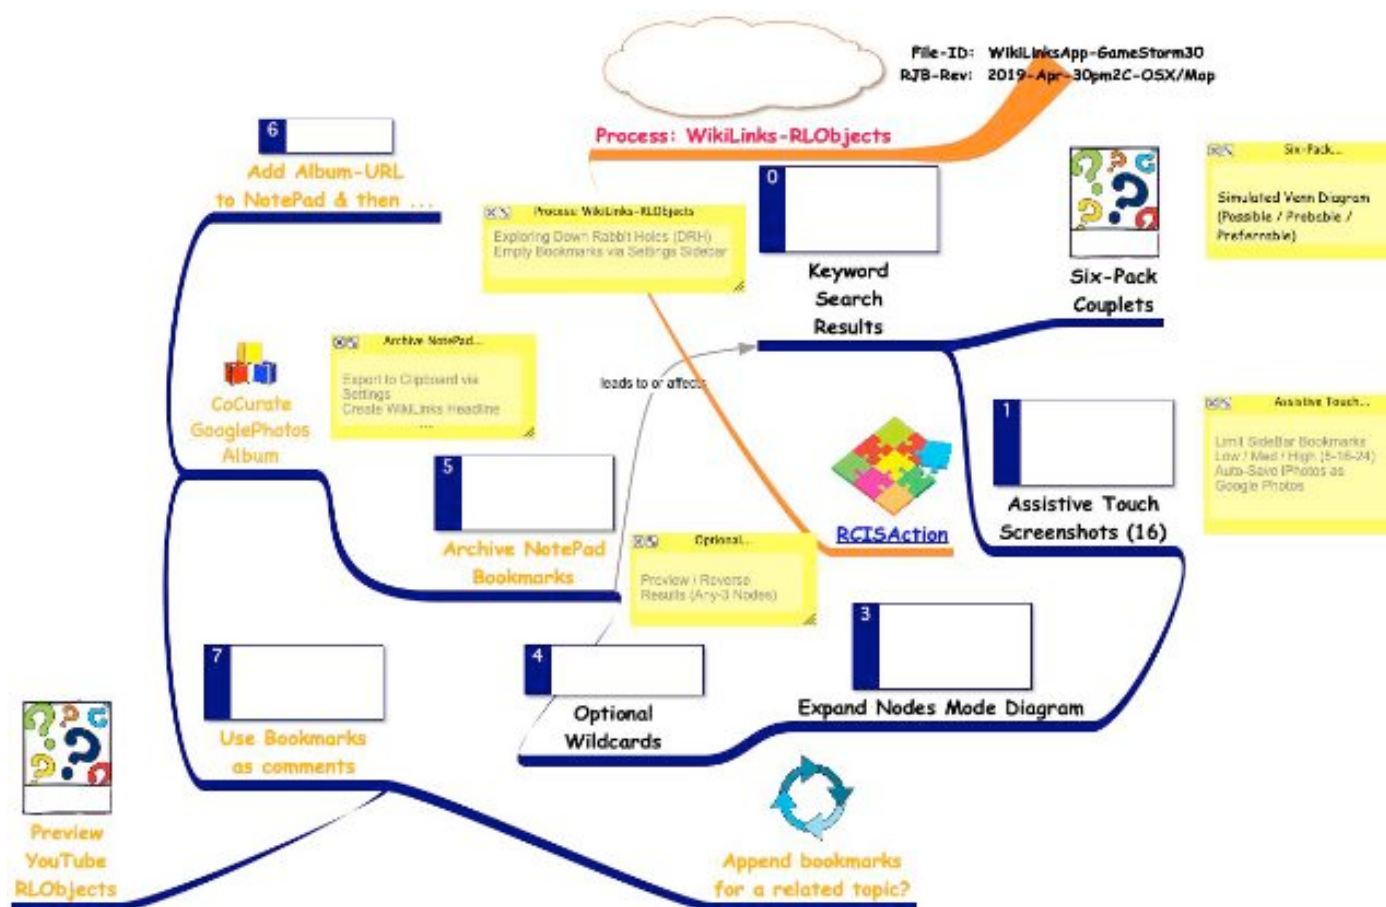 File-ID: WikiLinksApp-GameStorm30
RJB-Rev: 2019-Apr-30pm2C-OSX/Map
Process: WikiLinks-RLObjects
6
Add Album-URL
to NotePad & then ...
Process: WikiLinks-RLObjects
Exploring Down Rabbit Holes (DRH)
Empty Bookmarks via Settings Sidebar
0
Keyword
Search
Results
Six-Pack
Couplets
Six-Pack...
Simulated Venn Diagram
(Possible / Probable /
Preferrable)
CoCurate
GooglePhotos
Album
Archive NotePad...
Export to Clipboard via
Settings
Create WikiLinks Headline
...
leads to or affects
1
Assistive Touch
Screenshots (16)
Assistive Touch...
Limit SideBar Bookmarks
Low / Med / High (8-16-24)
Auto-Save iPhotos as
Google Photos
5
Archive NotePad
Bookmarks
RCISAction
Optional...
Preview / Reverse
Results (Any-3 Nodes)
3
Expand Nodes Mode Diagram
4
Optional
Wildcards
7
Use Bookmarks
as comments
Preview
YouTube
RLObjects
Append bookmarks
for a related topic?